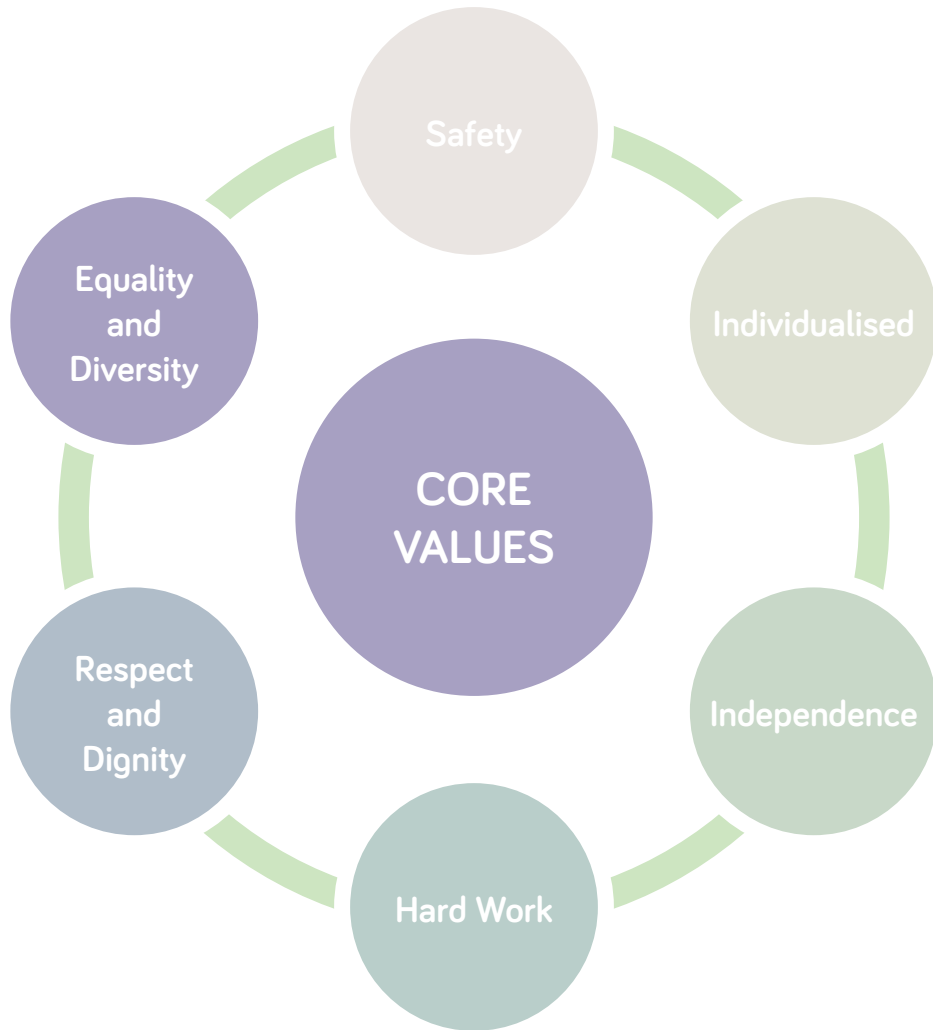 Safety
Individualised
Independence
Hard Work
Respect
and
Dignity
Equality
and
Diversity
CORE
VALUES